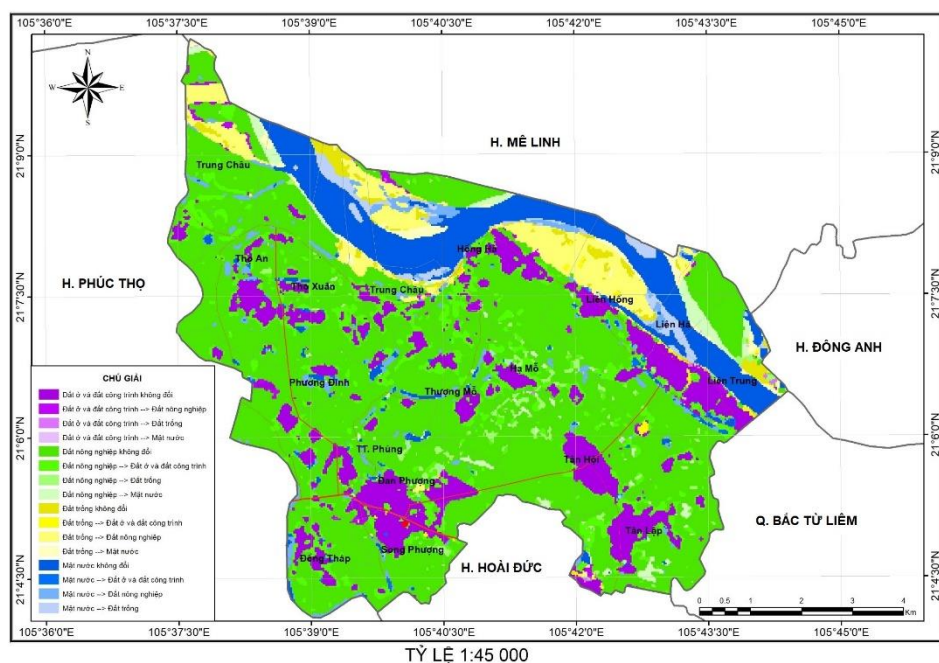 105°36'0"E 105°37'30"E 105°39'0"E 105°40'30"E 105°42'0"E 105°43'30"E 105°45'0"E
N
W E
S
H. MÊ LINH
21°9'0"N 21°9'0"N
Trung Châu
Hồng Hà
Thọ An
H. PHÚC THỌ
Thọ Xuân
Trung Châu
21°7'30"N 21°7'30"N
Liên Hồng
Liên Hà
H. ĐÔNG ANH
CHÚ GIẢI
Đất ở và đất công trình không đổi
Đất ở và đất công trình --> Đất nông nghiệp
Đất ở và đất công trình --> Đất trống
Đất ở và đất công trình --> Mặt nước
Đất nông nghiệp không đổi
Đất nông nghiệp --> Đất ở và đất công trình
Đất nông nghiệp --> Đất trống
Đất nông nghiệp --> Mặt nước
Đất trống không đổi
Đất trống --> Đất ở và đất công trình
Đất trống --> Đất nông nghiệp
Đất trống --> Mặt nước
Mặt nước không đổi
Mặt nước --> Đất ở và đất công trình
Mặt nước --> Đất nông nghiệp
Mặt nước --> Đất trống
Phương Đình
Hạ Mỗ
Liên Trung
Thượng Mỗ
21°6'0"N 21°6'0"N
TT. Phùng
Tân Hội
Đan Phượng
Q. BẮC TỪ LIÊM
Tân Lập
Song Phượng
Đồng Tháp
H. HOÀI ĐỨC
21°4'30"N 21°4'30"N
0 0.5 1 2 3 4
Km
105°36'0"E 105°37'30"E 105°39'0"E 105°40'30"E 105°42'0"E 105°43'30"E 105°45'0"E
TỶ LỆ 1:45 000